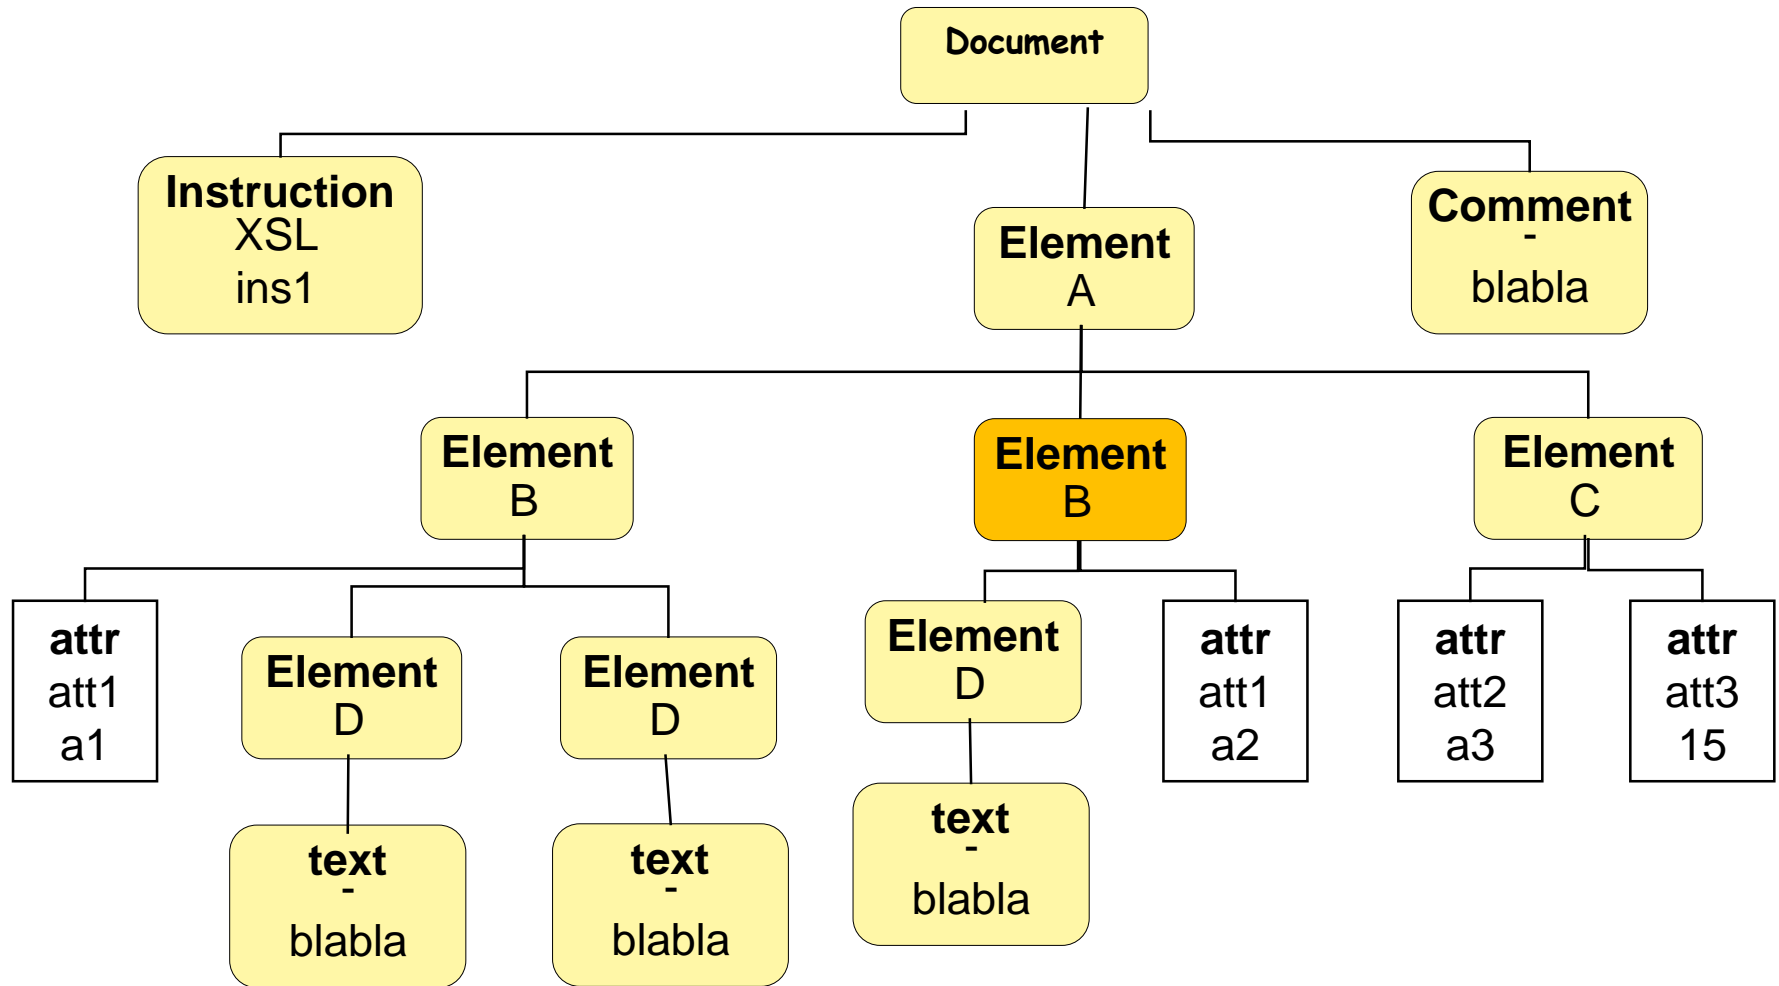 Document
Instruction
XSL
ins1
Element
A
Comment
-
blabla
Element
B
Element
B
Element
C
attr
att1
a1
Element
D
Element
D
Element
D
attr
att1
a2
attr
att2
a3
attr
att3
15
text
-
blabla
text
-
blabla
text
-
blabla